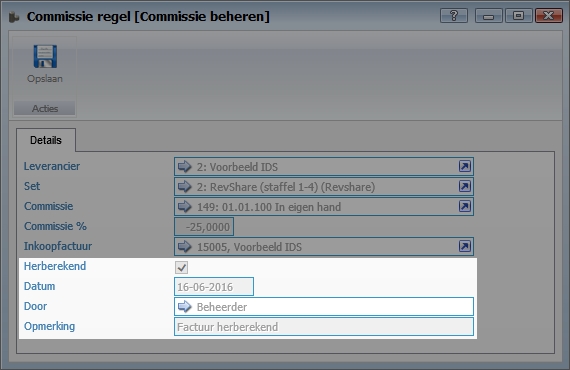 Commissie regel [Commissie beheren]
?
Opslaan
Acties
Details
Leverancier 2: Voorbeeld IDS
Set 2: RevShare (staffel 1-4) (Revshare)
Commissie 149: 01.01.100 In eigen hand
Commissie % -25,0000
Inkoopfactuur 15005, Voorbeeld IDS
Herberekend
Datum 16-06-2016
Door Beheerder
Opmerking Factuur herberekend